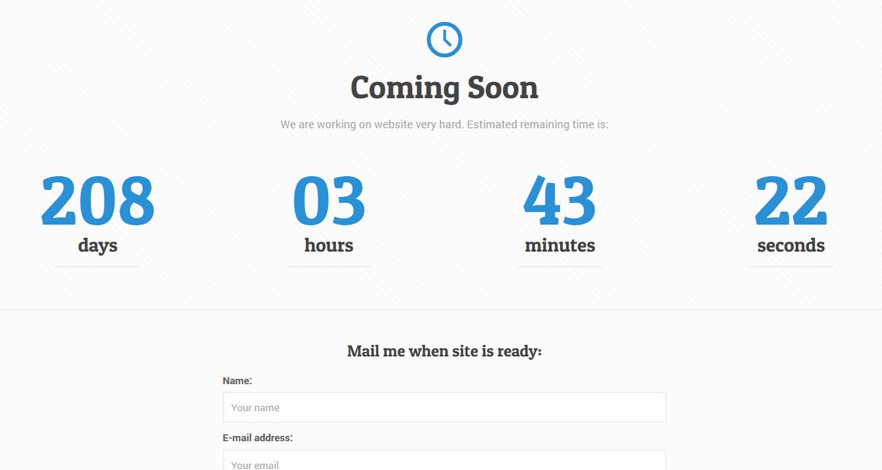 Coming Soon
We are working on website very hard. Estimated remaining time is:
208 03 43 22
days hours minutes seconds
Mail me when site is ready:
Name:
Your name
E-mail address:
Your email